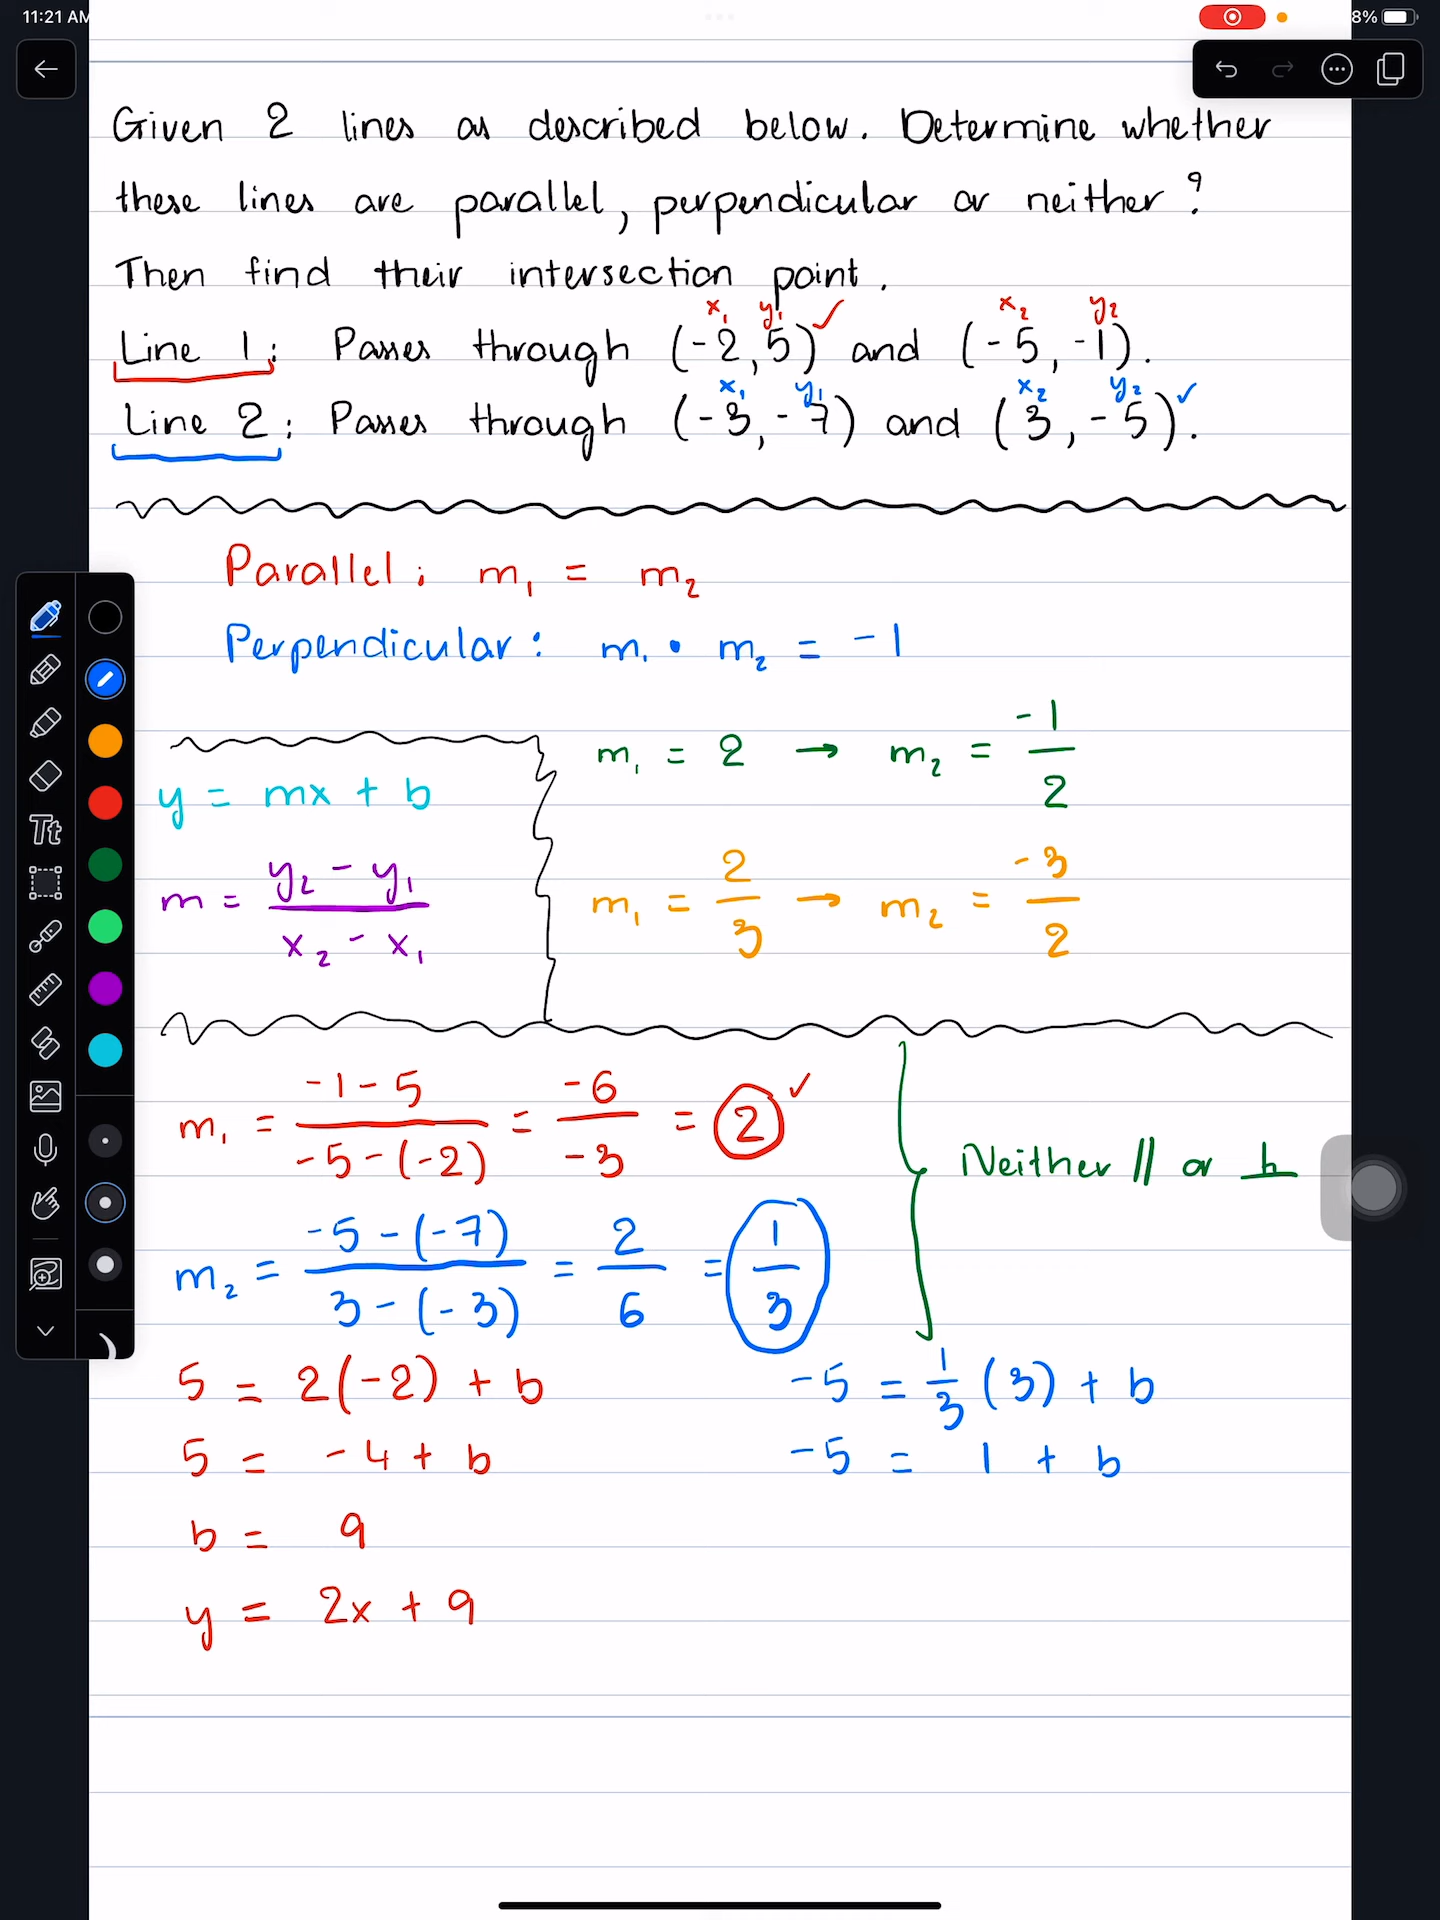 11:21 AM
8%
Given 2 lines as described below. Determine whether
these lines are parallel, perpendicular or neither?
Then find their intersection point.
x₁ y₁ ✓ x₂ y₂
Line 1: Passes through (-2, 5) and (-5, -1).
x₁ y₁ x₂ y₂ ✓
Line 2: Passes through (-3, -7) and (3, -5).
Parallel: m₁ = m₂
Perpendicular: m₁ • m₂ = -1
m₁ = 2 → m₂ = -1/2
y = mx + b
m₁ = 2/3 → m₂ = -3/2
m = (y₂ - y₁)/(x₂ - x₁)
Tt
m₁ = (-1-5)/(-5-(-2)) = -6/-3 = 2 ✓
Neither // or ⊥
m₂ = (-5-(-7))/(3-(-3)) = 2/6 = 1/3
5 = 2(-2) + b
-5 = 1/3 (3) + b
5 = -4 + b
-5 = 1 + b
b = 9
y = 2x + 9